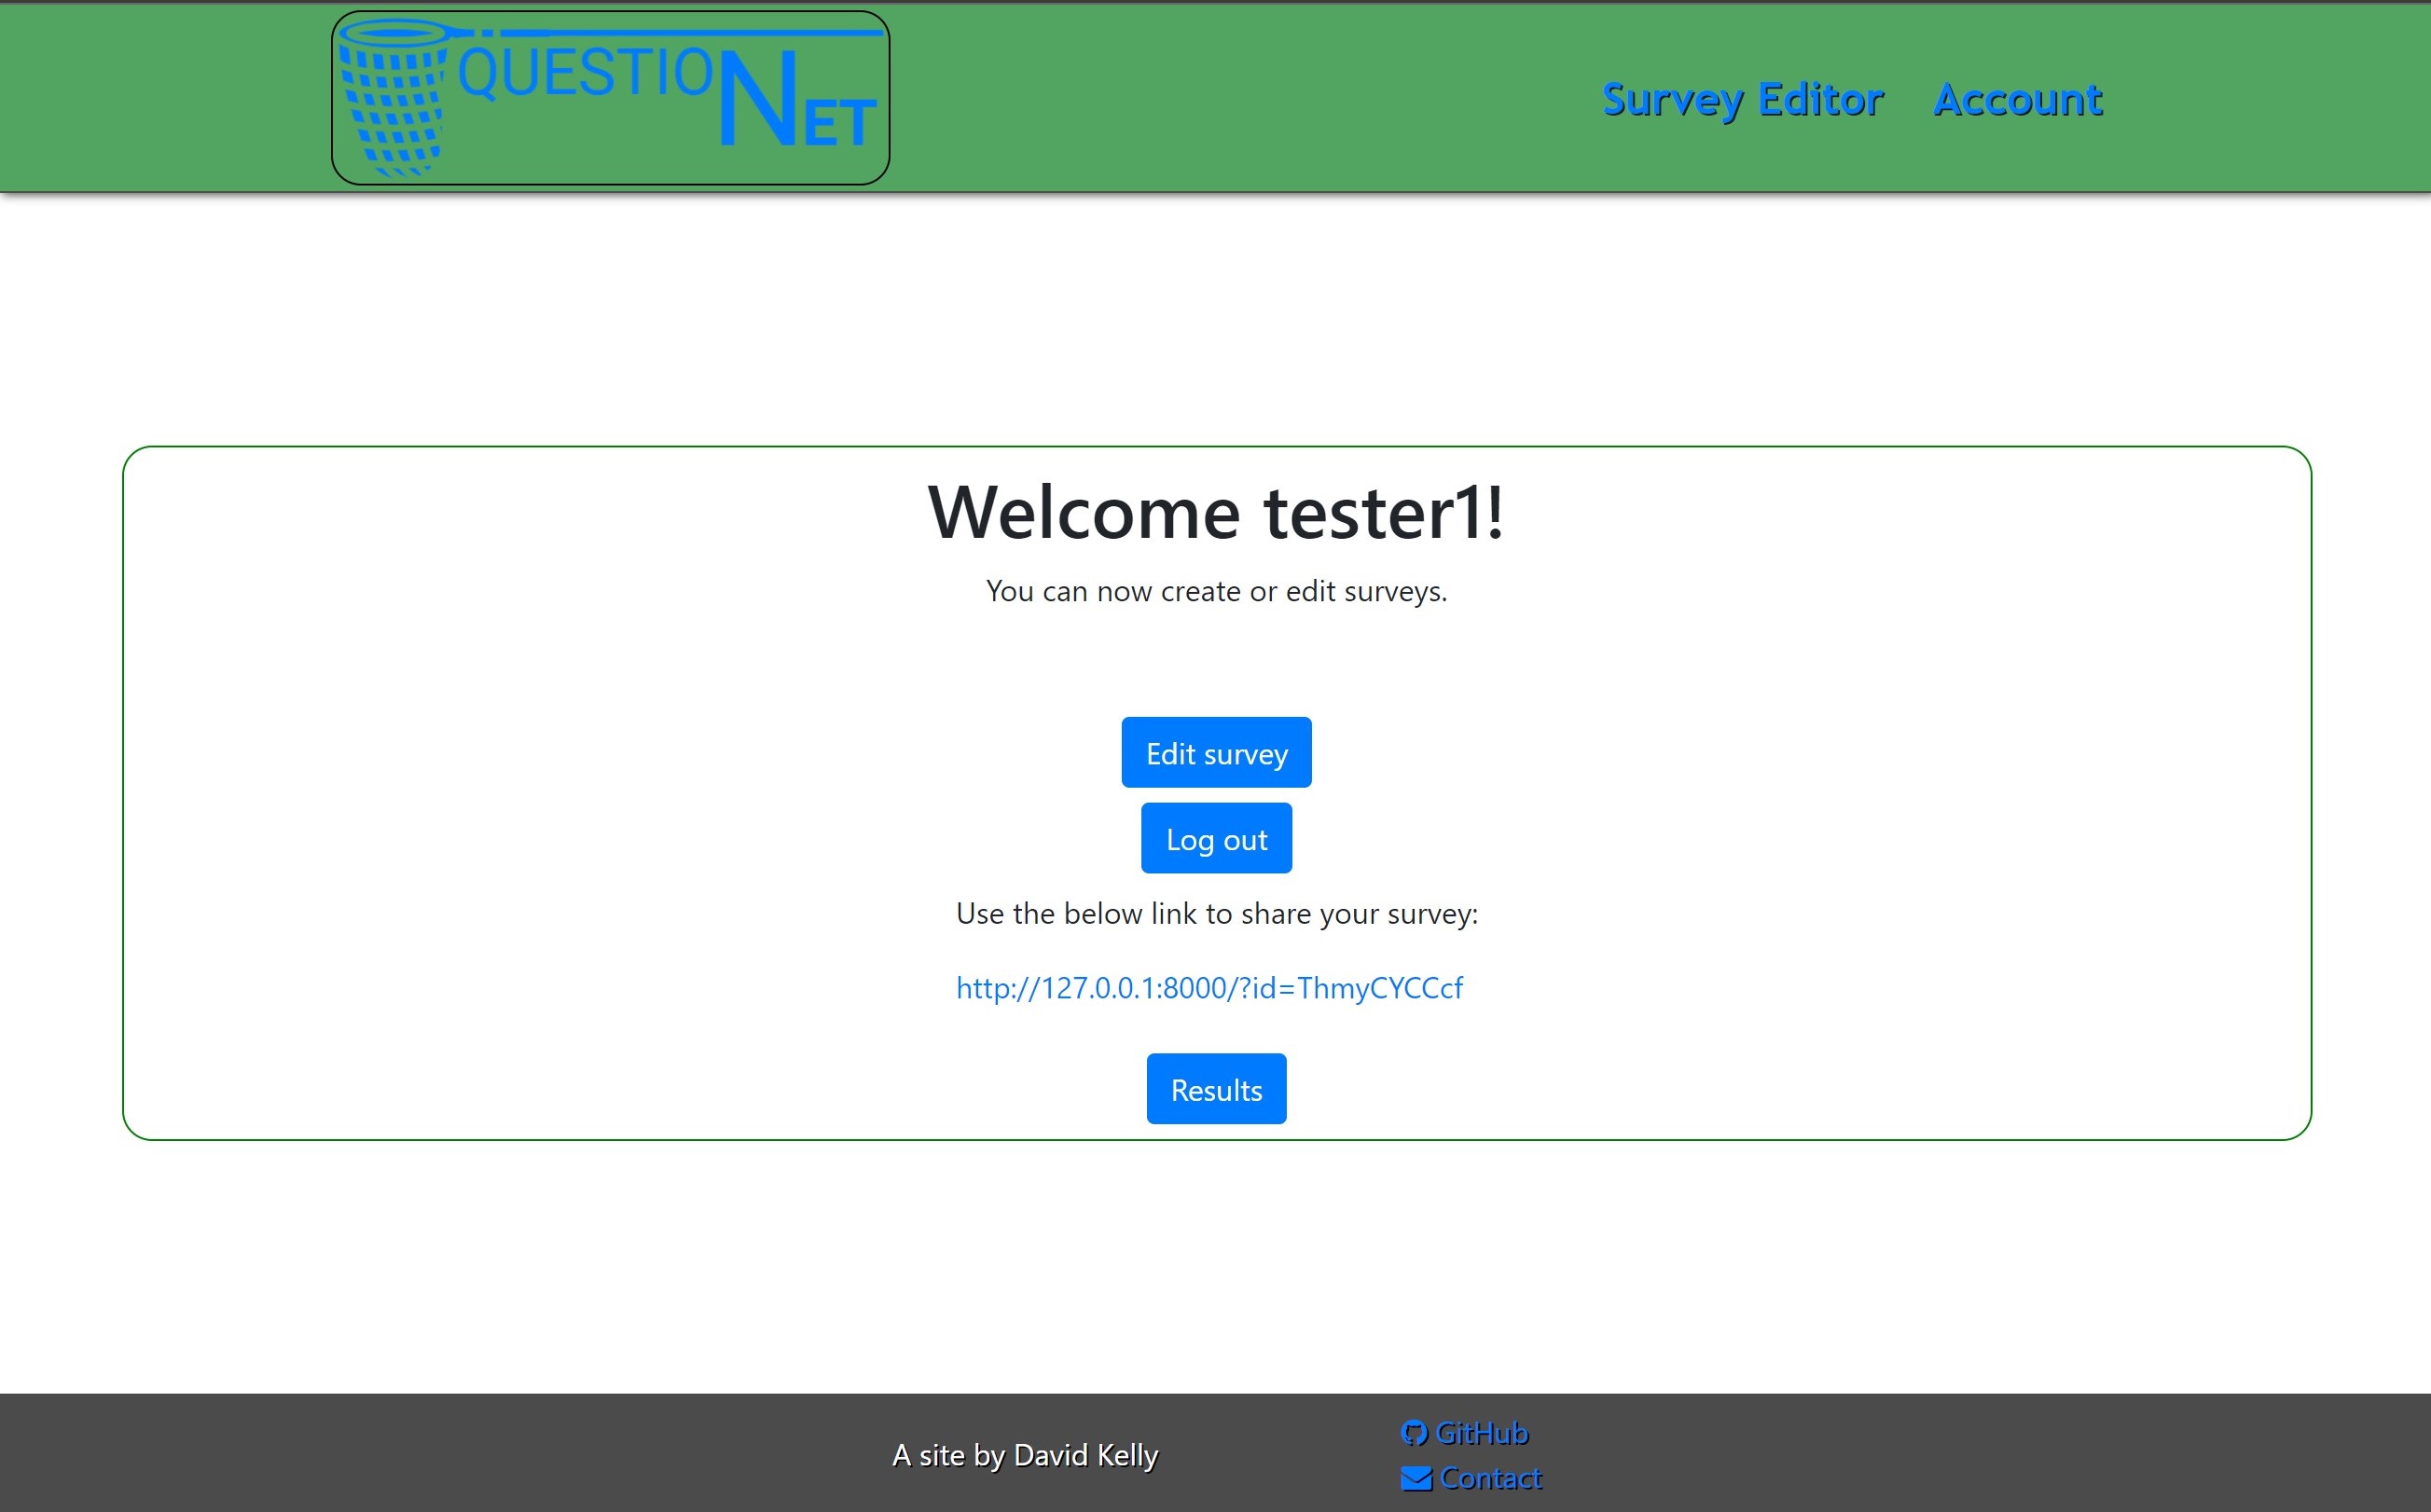 QUESTIONET
Survey Editor Account
Welcome tester1!
You can now create or edit surveys.
Edit survey
Log out
Use the below link to share your survey:
http://127.0.0.1:8000/?id=ThmyCYCCcf
Results
A site by David Kelly
GitHub
Contact